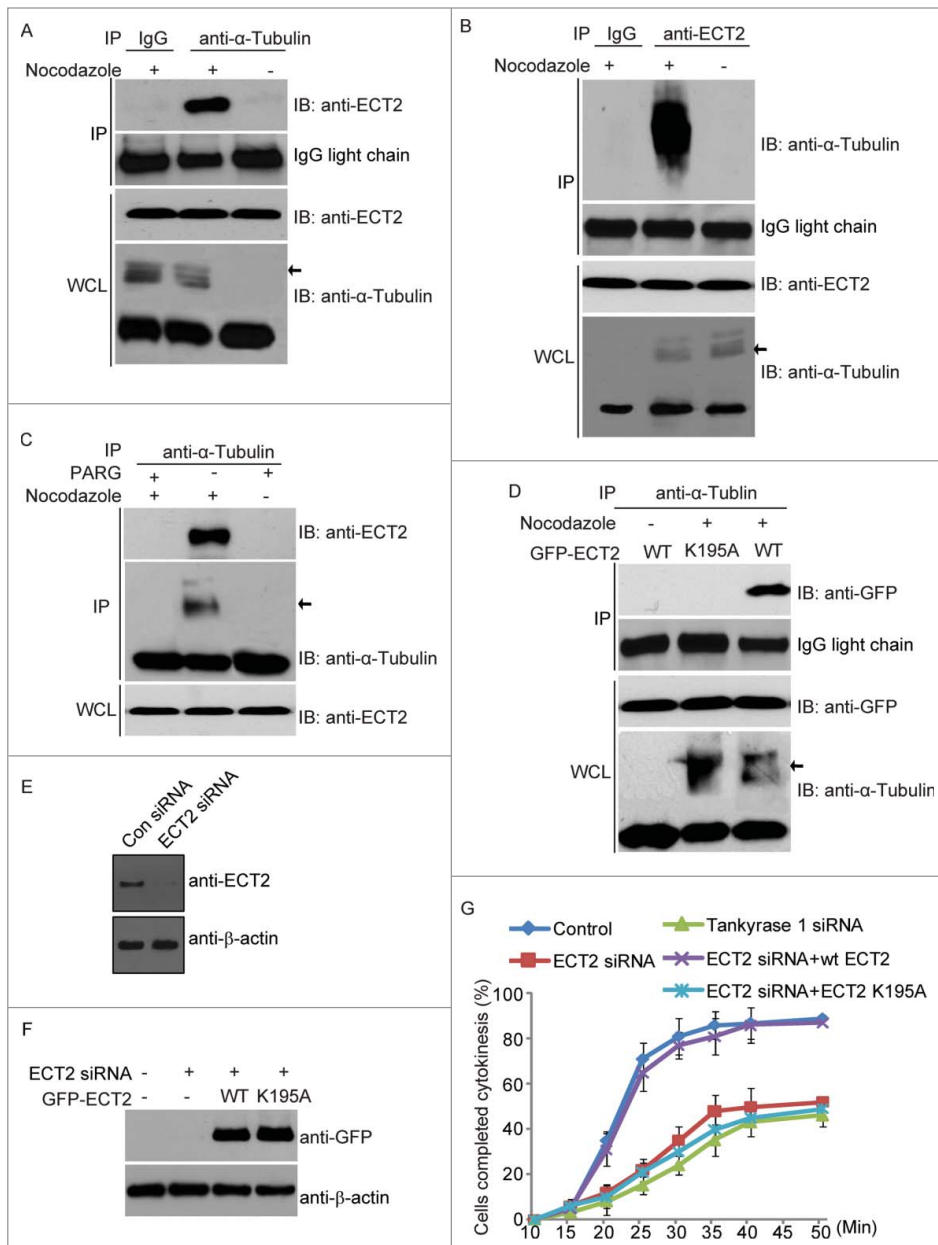 A
IP IgG anti-α-Tubulin
Nocodazole + + -
IP
IB: anti-ECT2
IgG light chain
WCL
IB: anti-ECT2
IB: anti-α-Tubulin
B
IP IgG anti-ECT2
Nocodazole + + -
IP
IB: anti-α-Tubulin
IgG light chain
WCL
IB: anti-ECT2
IB: anti-α-Tubulin
C
IP anti-α-Tubulin
PARG + - +
Nocodazole + + -
IP
IB: anti-ECT2
IB: anti-α-Tubulin
WCL
IB: anti-ECT2
D
IP anti-α-Tublin
Nocodazole - + +
GFP-ECT2 WT K195A WT
IP
IB: anti-GFP
IgG light chain
WCL
IB: anti-GFP
IB: anti-α-Tubulin
E
Con siRNA
ECT2 siRNA
anti-ECT2
anti-β-actin
F
ECT2 siRNA - + + +
GFP-ECT2 - - WT K195A
anti-GFP
anti-β-actin
G
Control
Tankyrase 1 siRNA
ECT2 siRNA
ECT2 siRNA+wt ECT2
ECT2 siRNA+ECT2 K195A
Cells completed cytokinesis (%)
100
80
60
40
20
0
10 15 20 25 30 35 40 50 (Min)